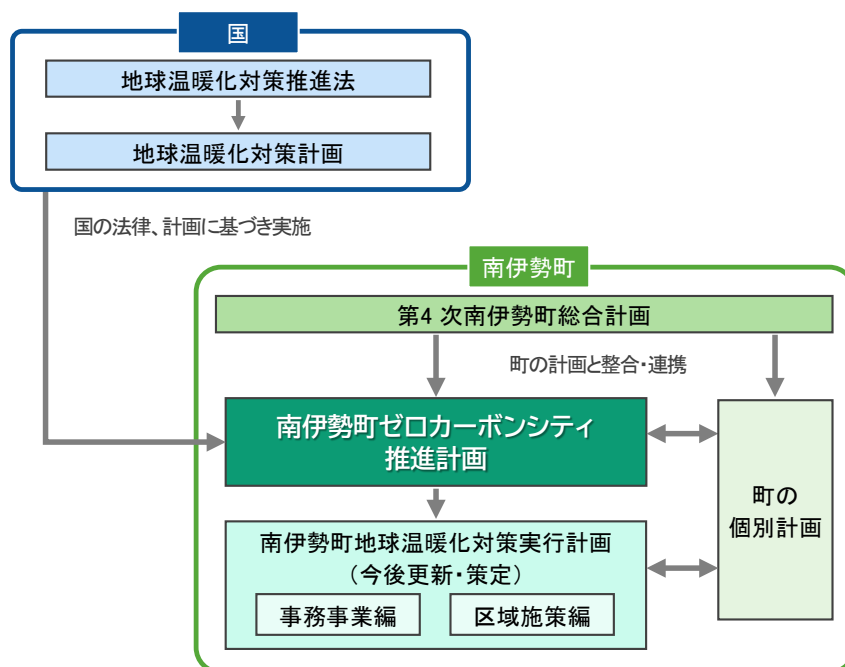 国
地球温暖化対策推進法
地球温暖化対策計画
国の法律、計画に基づき実施
南伊勢町
第4 次南伊勢町総合計画
町の計画と整合・連携
南伊勢町ゼロカーボンシティ
推進計画
町の
個別計画
南伊勢町地球温暖化対策実行計画
（今後更新・策定）
事務事業編
区域施策編